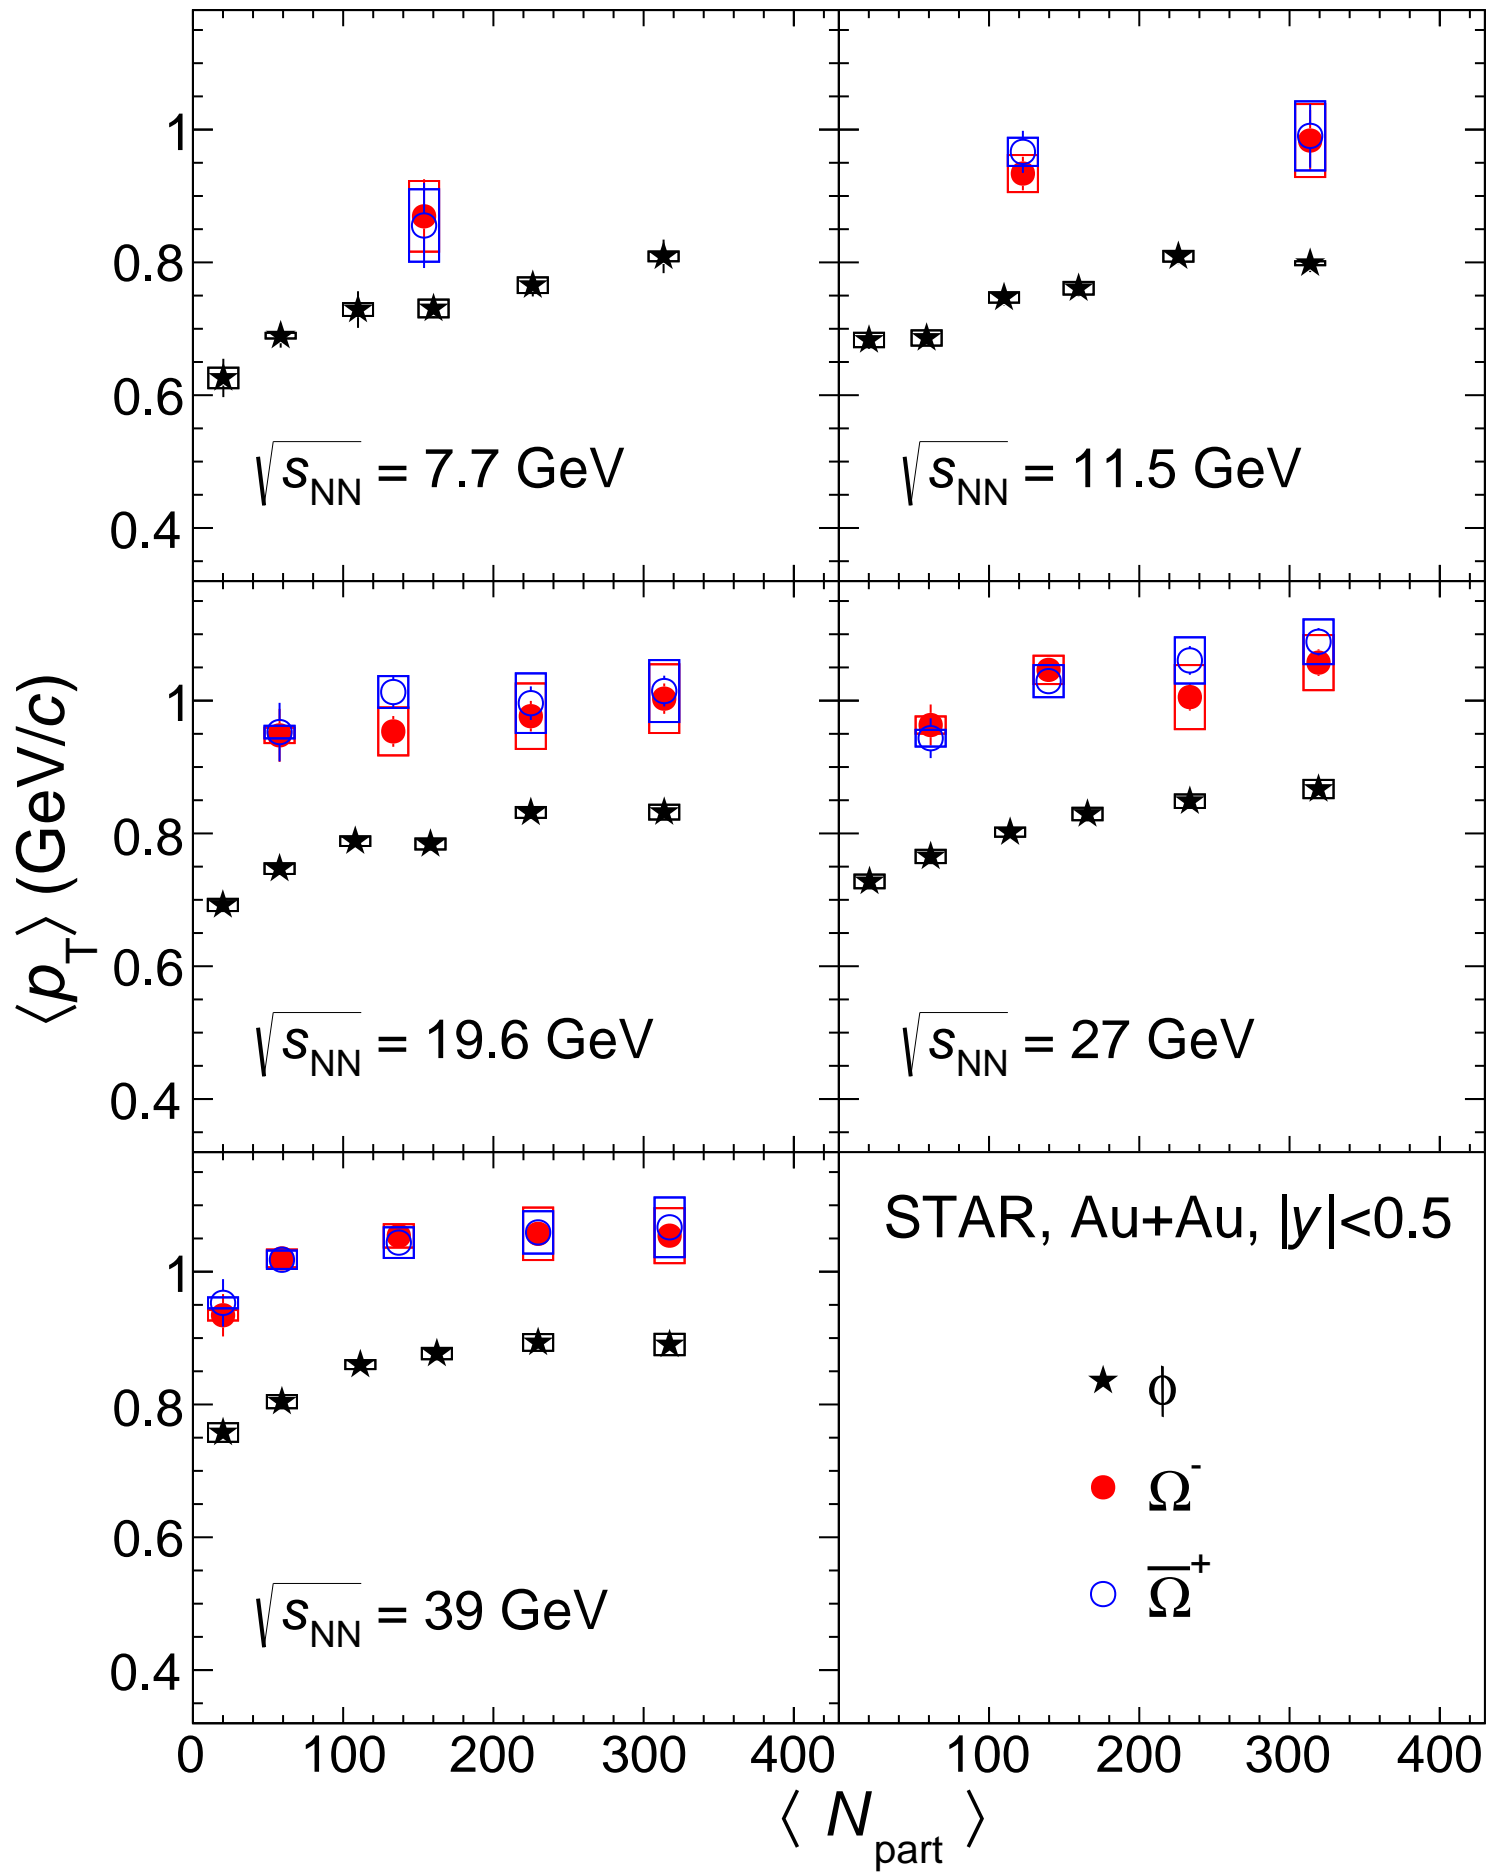 1
0.8
0.6
0.4
√sNN = 7.7 GeV
√sNN = 11.5 GeV
⟨pT⟩ (GeV/c)
1
0.8
0.6
0.4
√sNN = 19.6 GeV
√sNN = 27 GeV
1
0.8
0.6
0.4
√sNN = 39 GeV
STAR, Au+Au, |y|<0.5
ϕ
Ω-
Ω̅+
0 100 200 300 400 100 200 300 400
⟨ Npart ⟩